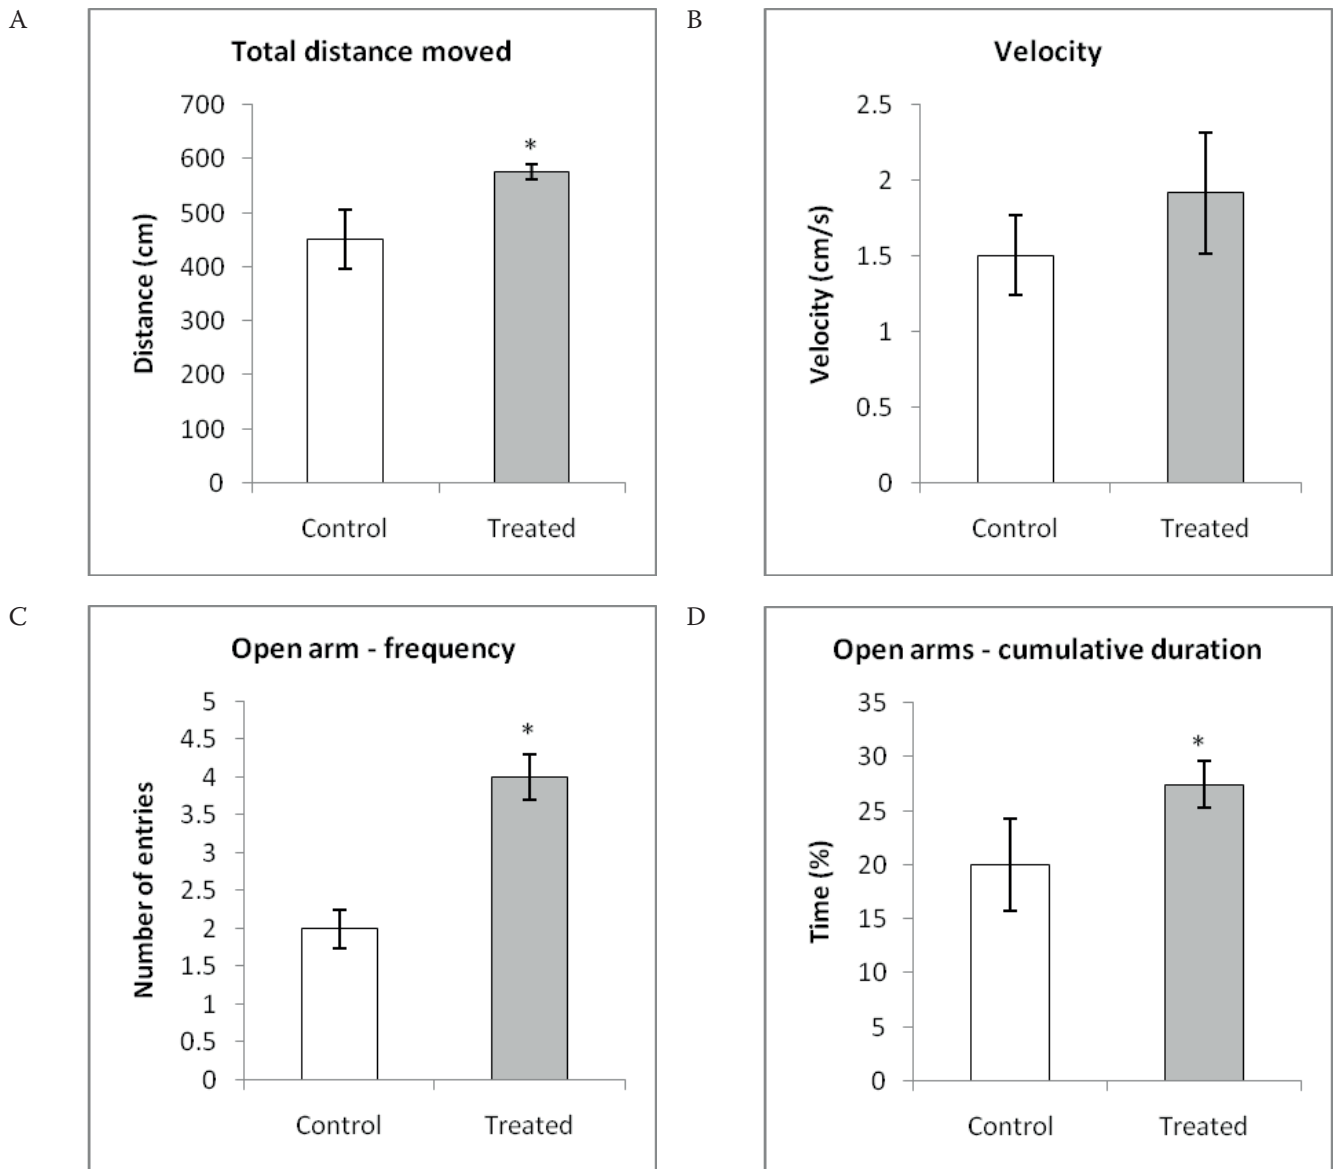 A
Total distance moved
700
600
500
400
300
200
100
0
Distance (cm)
*
Control Treated
B
Velocity
2.5
2
1.5
1
0.5
0
Velocity (cm/s)
Control Treated
C
Open arm - frequency
5
4.5
4
3.5
3
2.5
2
1.5
1
0.5
0
Number of entries
*
Control Treated
D
Open arms - cumulative duration
35
30
25
20
15
10
5
0
Time (%)
*
Control Treated